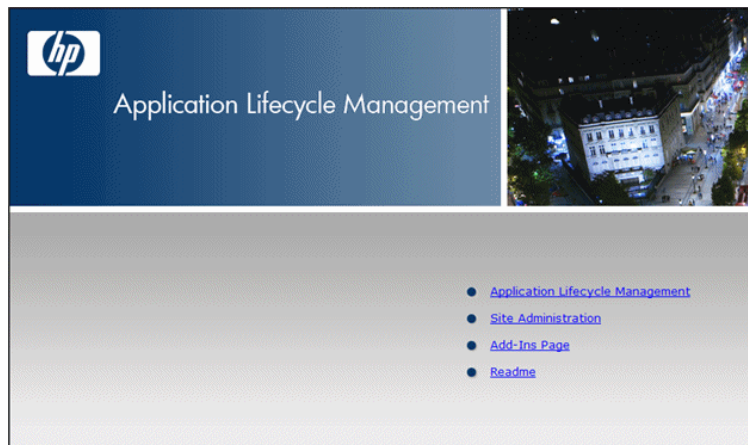 hp
Application Lifecycle Management
Application Lifecycle Management
Site Administration
Add-Ins Page
Readme